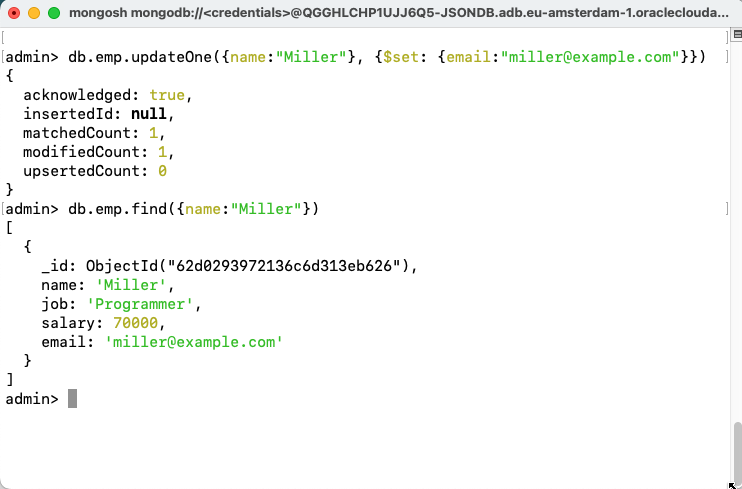 mongosh mongodb://<credentials>@QGGHLCHP1UJJ6Q5-JSONDB.adb.eu-amsterdam-1.oracleclouda...
[admin> db.emp.updateOne({name:"Miller"}, {$set: {email:"miller@example.com"}}) ]
{
  acknowledged: true,
  insertedId: null,
  matchedCount: 1,
  modifiedCount: 1,
  upsertedCount: 0
}
[admin> db.emp.find({name:"Miller"}) ]
[
  {
    _id: ObjectId("62d0293972136c6d313eb626"),
    name: 'Miller',
    job: 'Programmer',
    salary: 70000,
    email: 'miller@example.com'
  }
]
admin>